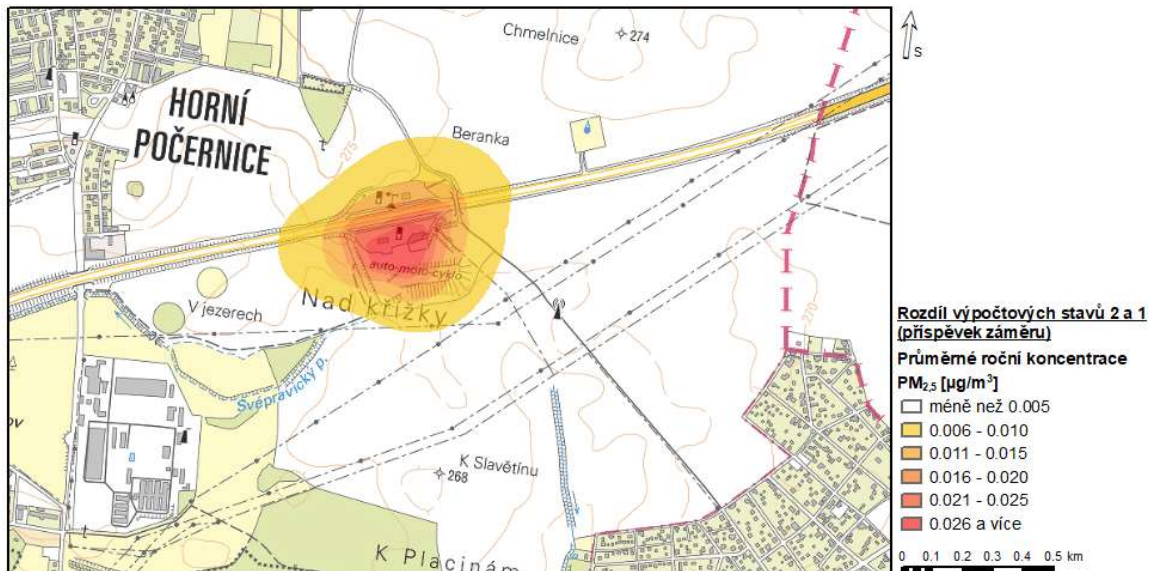 Chmelnice
274
S
HORNÍ
POČERNICE
275
Beranka
auto-moto-cyklo
Nad křížky
V jezerech
Svépravický p.
270
K Slavětínu
268
K Placinám
Rozdíl výpočtových stavů 2 a 1
(příspěvek záměru)
Průměrné roční koncentrace
PM2,5 [µg/m³]
méně než 0.005
0.006 - 0.010
0.011 - 0.015
0.016 - 0.020
0.021 - 0.025
0.026 a více
0 0.1 0.2 0.3 0.4 0.5 km